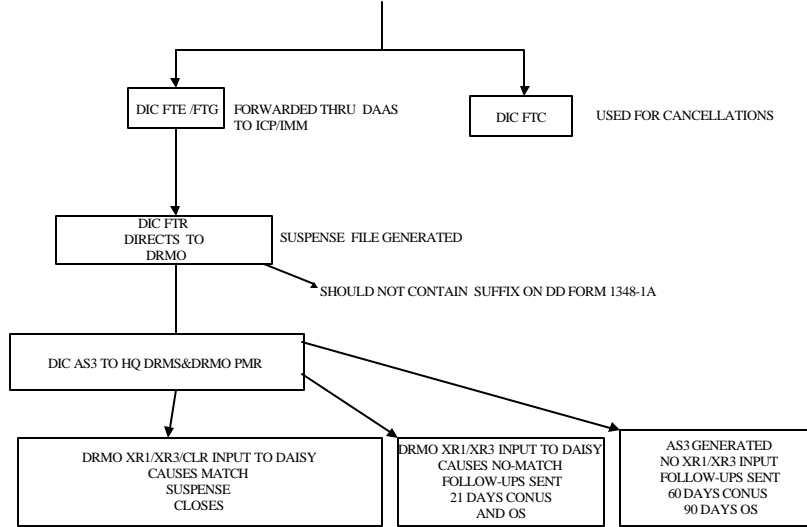 DIC FTE /FTG
FORWARDED THRU DAAS
TO ICP/IMM
DIC FTC
USED FOR CANCELLATIONS
DIC FTR
DIRECTS TO
DRMO
SUSPENSE FILE GENERATED
SHOULD NOT CONTAIN SUFFIX ON DD FORM 1348-1A
DIC AS3 TO HQ DRMS&DRMO PMR
DRMO XR1/XR3/CLR INPUT TO DAISY
CAUSES MATCH
SUSPENSE
CLOSES
DRMO XR1/XR3 INPUT TO DAISY
CAUSES NO-MATCH
FOLLOW-UPS SENT
21 DAYS CONUS
AND OS
AS3 GENERATED
NO XR1/XR3 INPUT
FOLLOW-UPS SENT
60 DAYS CONUS
90 DAYS OS